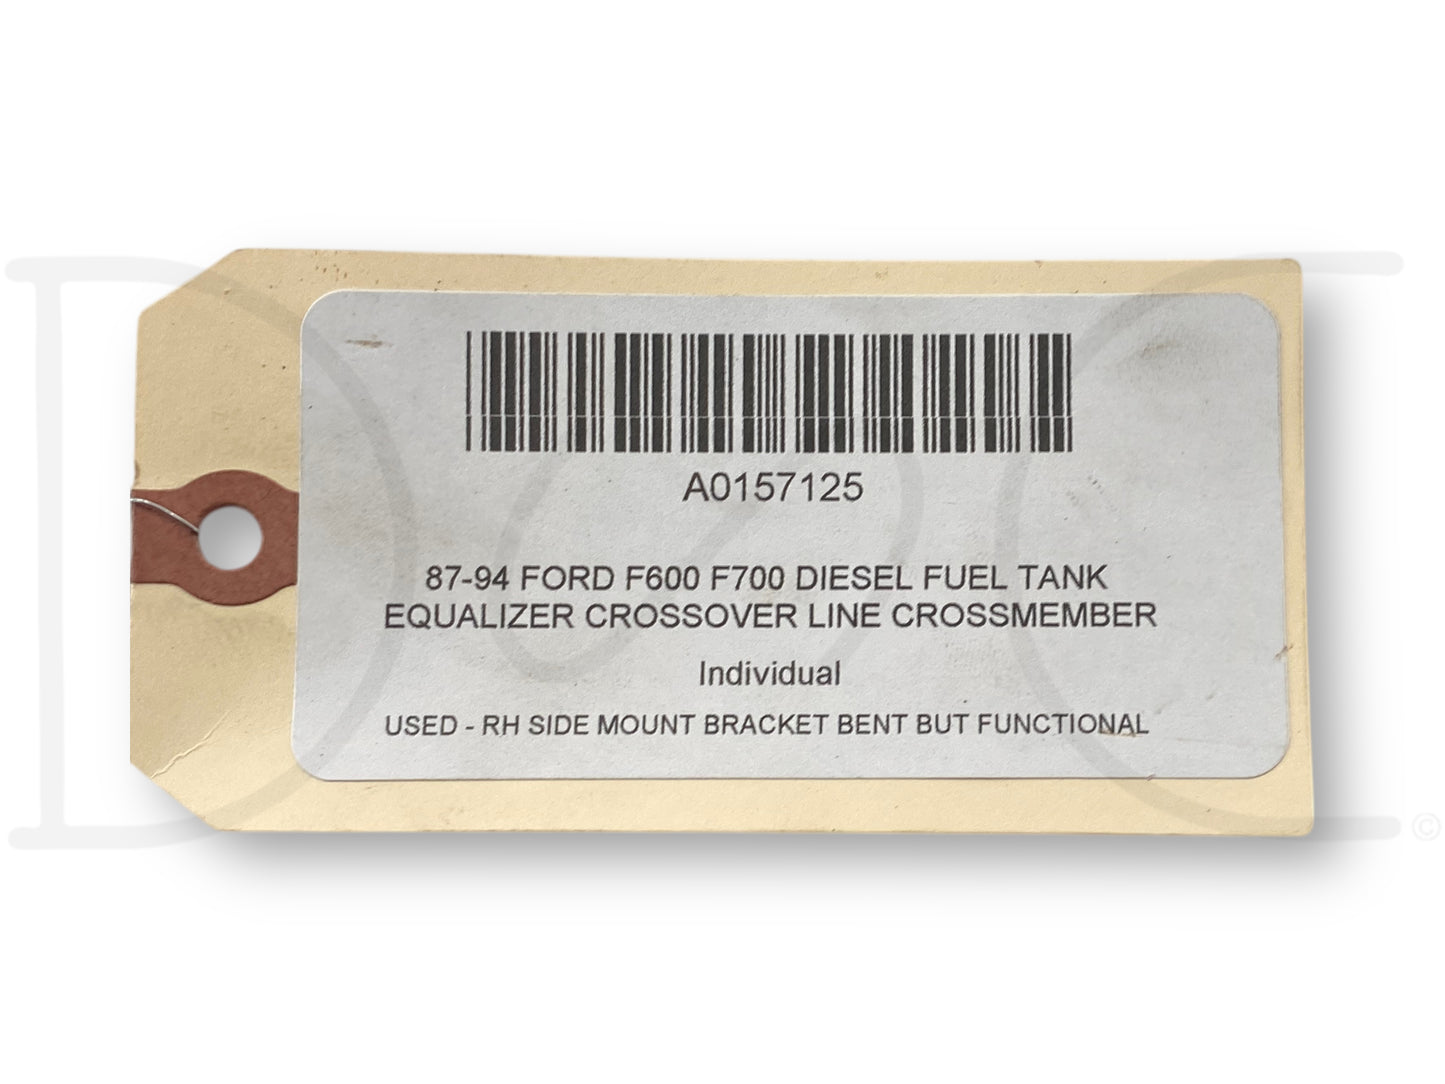 A0157125
87-94 FORD F600 F700 DIESEL FUEL TANK
EQUALIZER CROSSOVER LINE CROSSMEMBER
Individual
USED - RH SIDE MOUNT BRACKET BENT BUT FUNCTIONAL
©